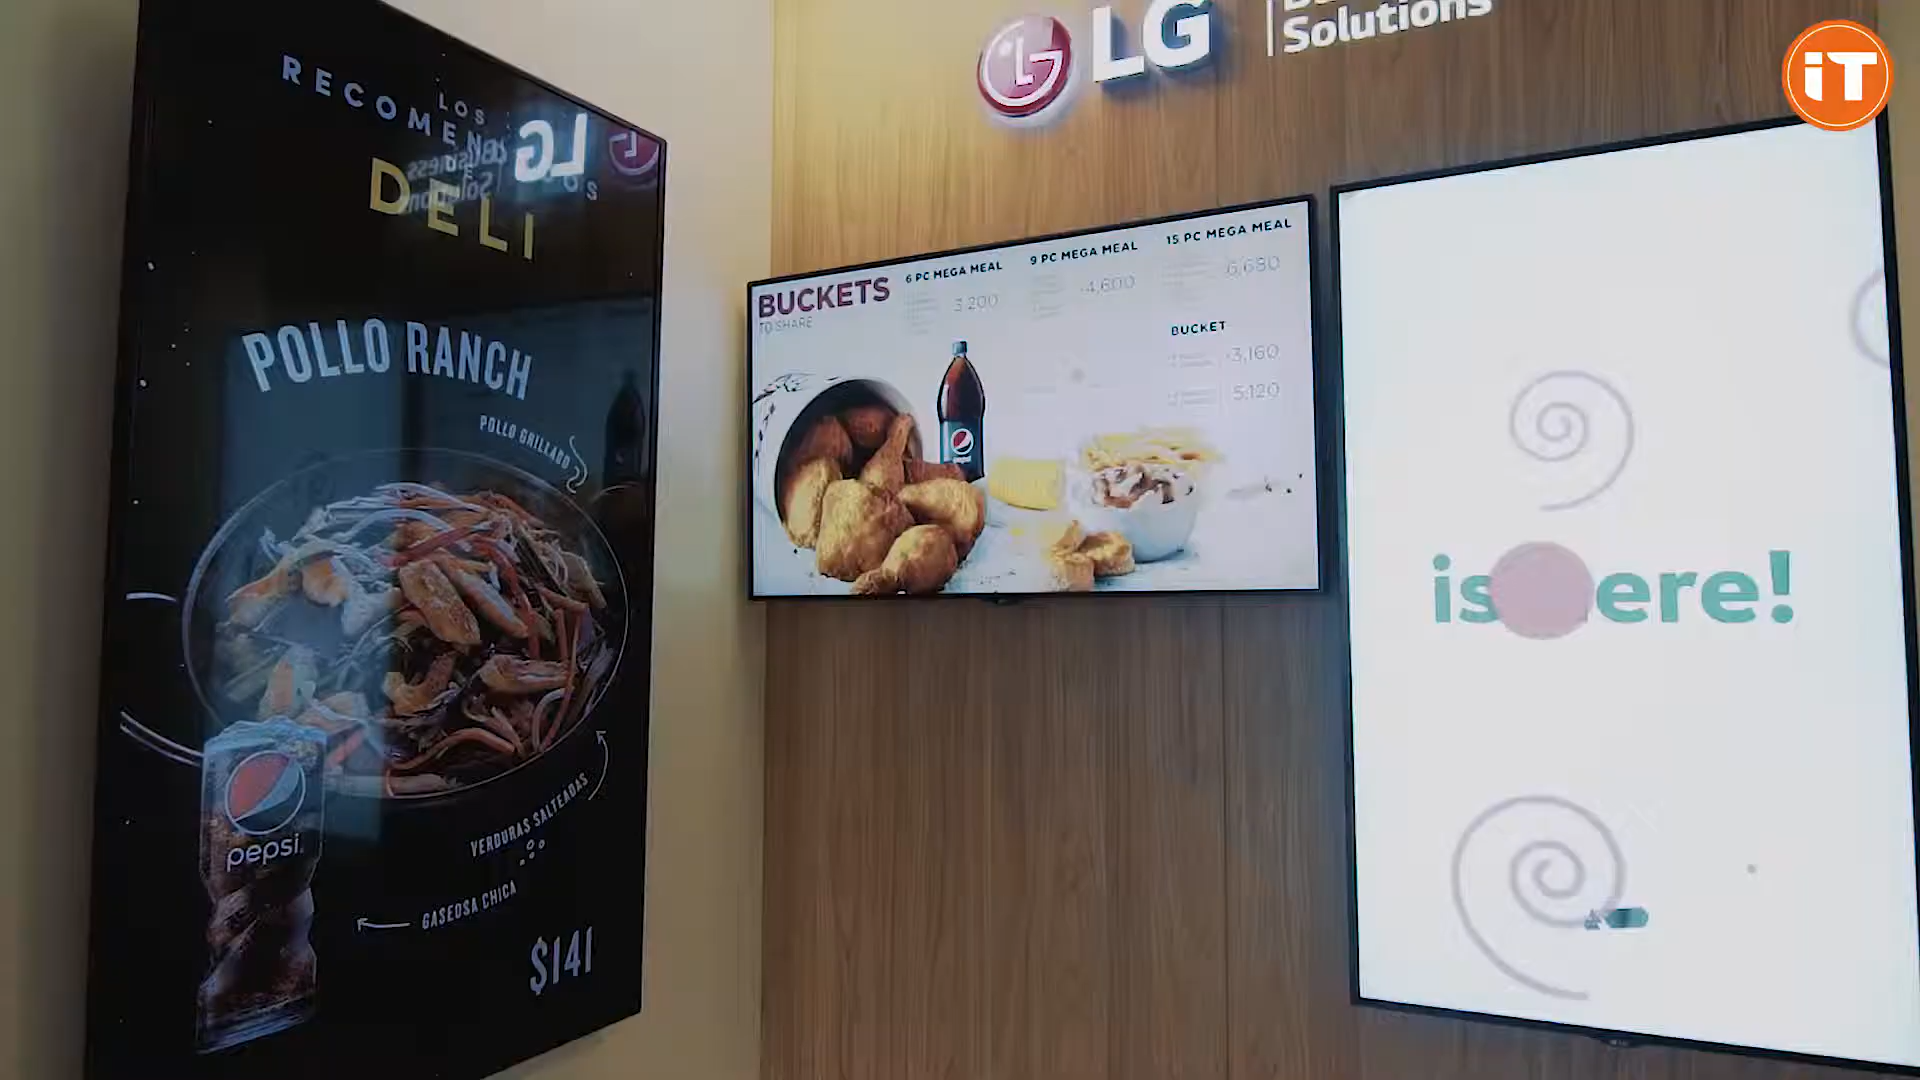 LOS
RECOMEN
DELI
POLLO RANCH
POLLO GRILLADO
pepsi
VERDURAS SALTEADAS
GASEOSA CHICA
$141
LG
Solutions
iT
BUCKETS
TO SHARE
6 PC MEGA MEAL
3,200
9 PC MEGA MEAL
4,600
15 PC MEGA MEAL
6,680
BUCKET
3,160
5,120
is ere!